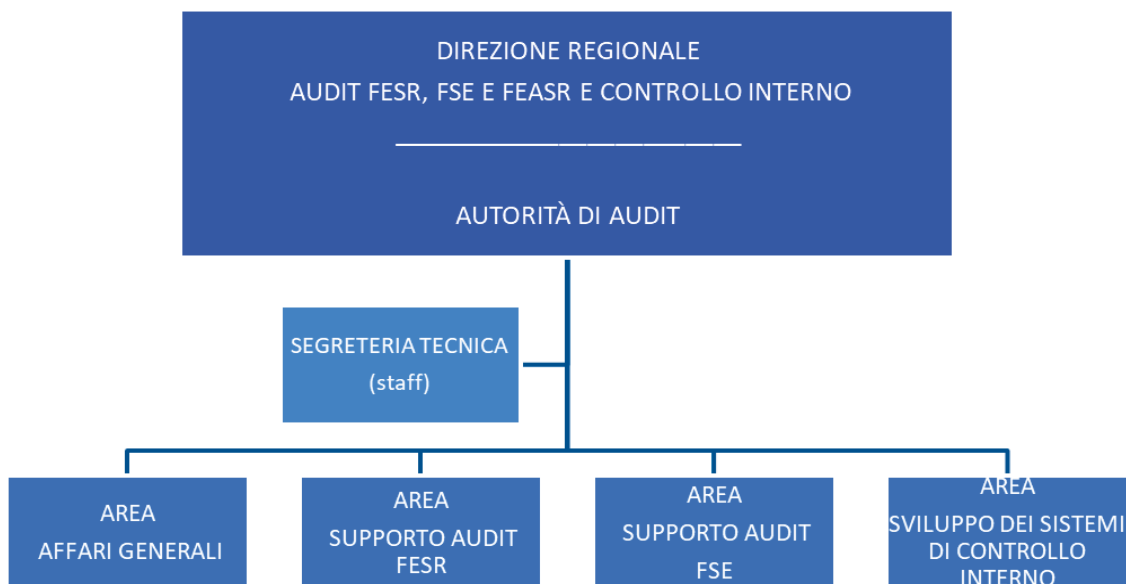 DIREZIONE REGIONALE
AUDIT FESR, FSE E FEASR E CONTROLLO INTERNO
AUTORITÀ DI AUDIT
SEGRETERIA TECNICA
(staff)
AREA
AFFARI GENERALI
AREA
SUPPORTO AUDIT
FESR
AREA
SUPPORTO AUDIT
FSE
AREA
SVILUPPO DEI SISTEMI
DI CONTROLLO
INTERNO